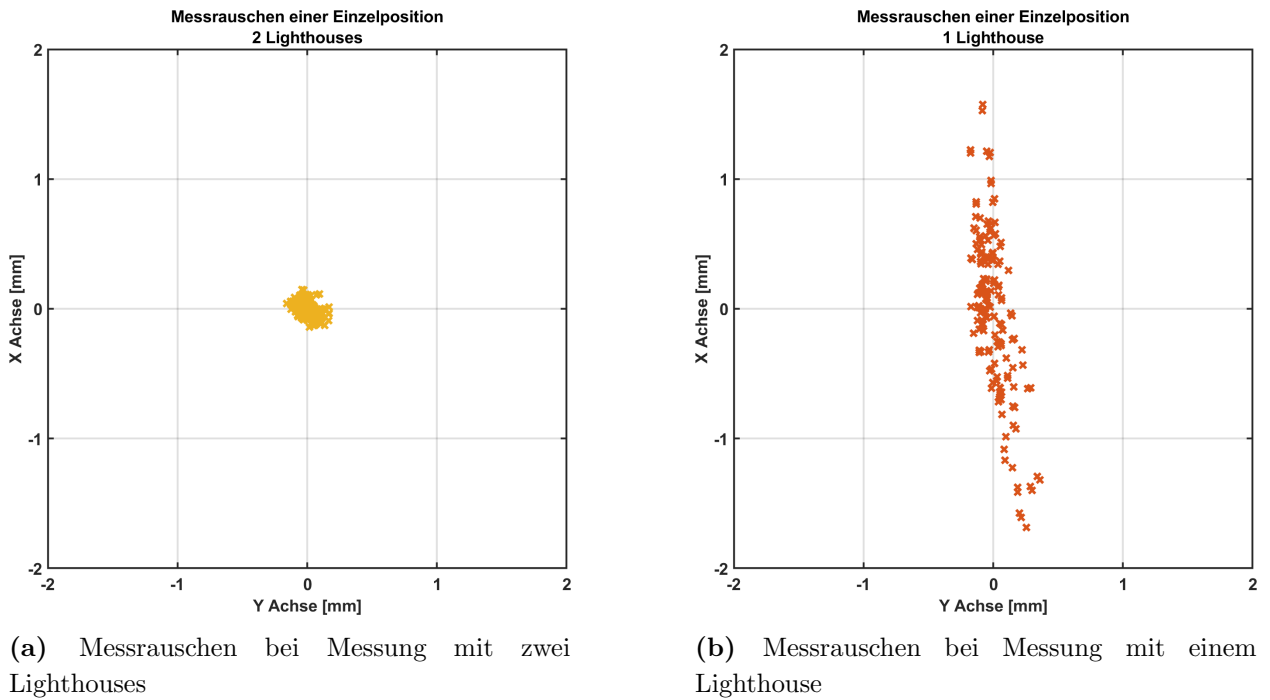 Messrauschen einer Einzelposition
2 Lighthouses
2
1
0
-1
-2
X Achse [mm]
-2
-1
0
1
2
Y Achse [mm]
(a) Messrauschen bei Messung mit zwei
Lighthouses
Messrauschen einer Einzelposition
1 Lighthouse
2
1
0
-1
-2
X Achse [mm]
-2
-1
0
1
2
Y Achse [mm]
(b) Messrauschen bei Messung mit einem
Lighthouse